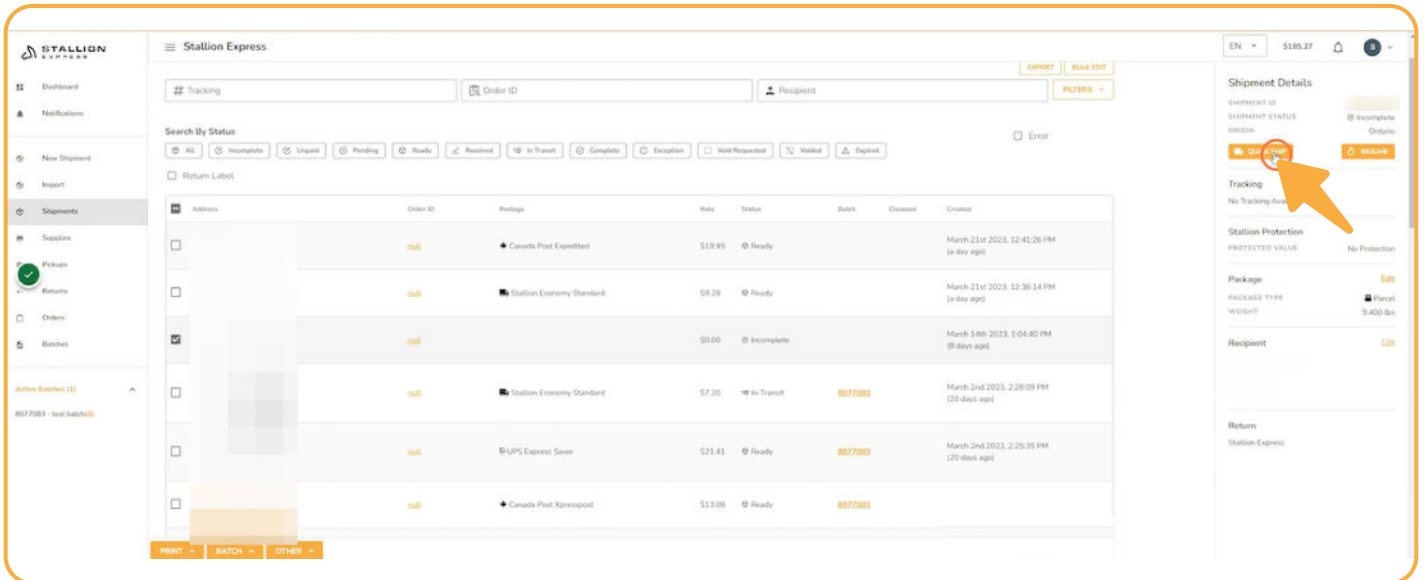 STALLION
EXPRESS
Stallion Express
EN
$185.27
S
Dashboard
Notifications
New Shipment
Import
Shipments
Supplies
Pickups
Returns
Orders
Batches
Active Batches (1)
8077083 - test batch(6)
EXPORT
BULK EDIT
# Tracking
Order ID
Recipient
FILTERS
Search By Status
Error
All
Incomplete
Unpaid
Pending
Ready
Received
In Transit
Complete
Exception
Void Requested
Voided
Expired
Return Label
Address Order ID Postage Rate Status Batch Closeout Created
null Canada Post Expedited $19.95 Ready March 21st 2023, 12:41:26 PM
(a day ago)
null Stallion Economy Standard $9.28 Ready March 21st 2023, 12:36:14 PM
(a day ago)
null $0.00 Incomplete March 14th 2023, 1:04:40 PM
(8 days ago)
null Stallion Economy Standard $7.20 In-Transit 8077083 March 2nd 2023, 2:28:09 PM
(20 days ago)
null UPS Express Saver $21.41 Ready 8077083 March 2nd 2023, 2:25:35 PM
(20 days ago)
null Canada Post Xpresspost $13.08 Ready 8077083
PRINT
BATCH
OTHER
Shipment Details
SHIPMENT ID
SHIPMENT STATUS Incomplete
ORIGIN Ontario
RESUME
Tracking
No Tracking
Stallion Protection
PROTECTED VALUE No Protection
Package Edit
PACKAGE TYPE Parcel
WEIGHT 9.400 lbs
Recipient Edit
Return
Stallion Express